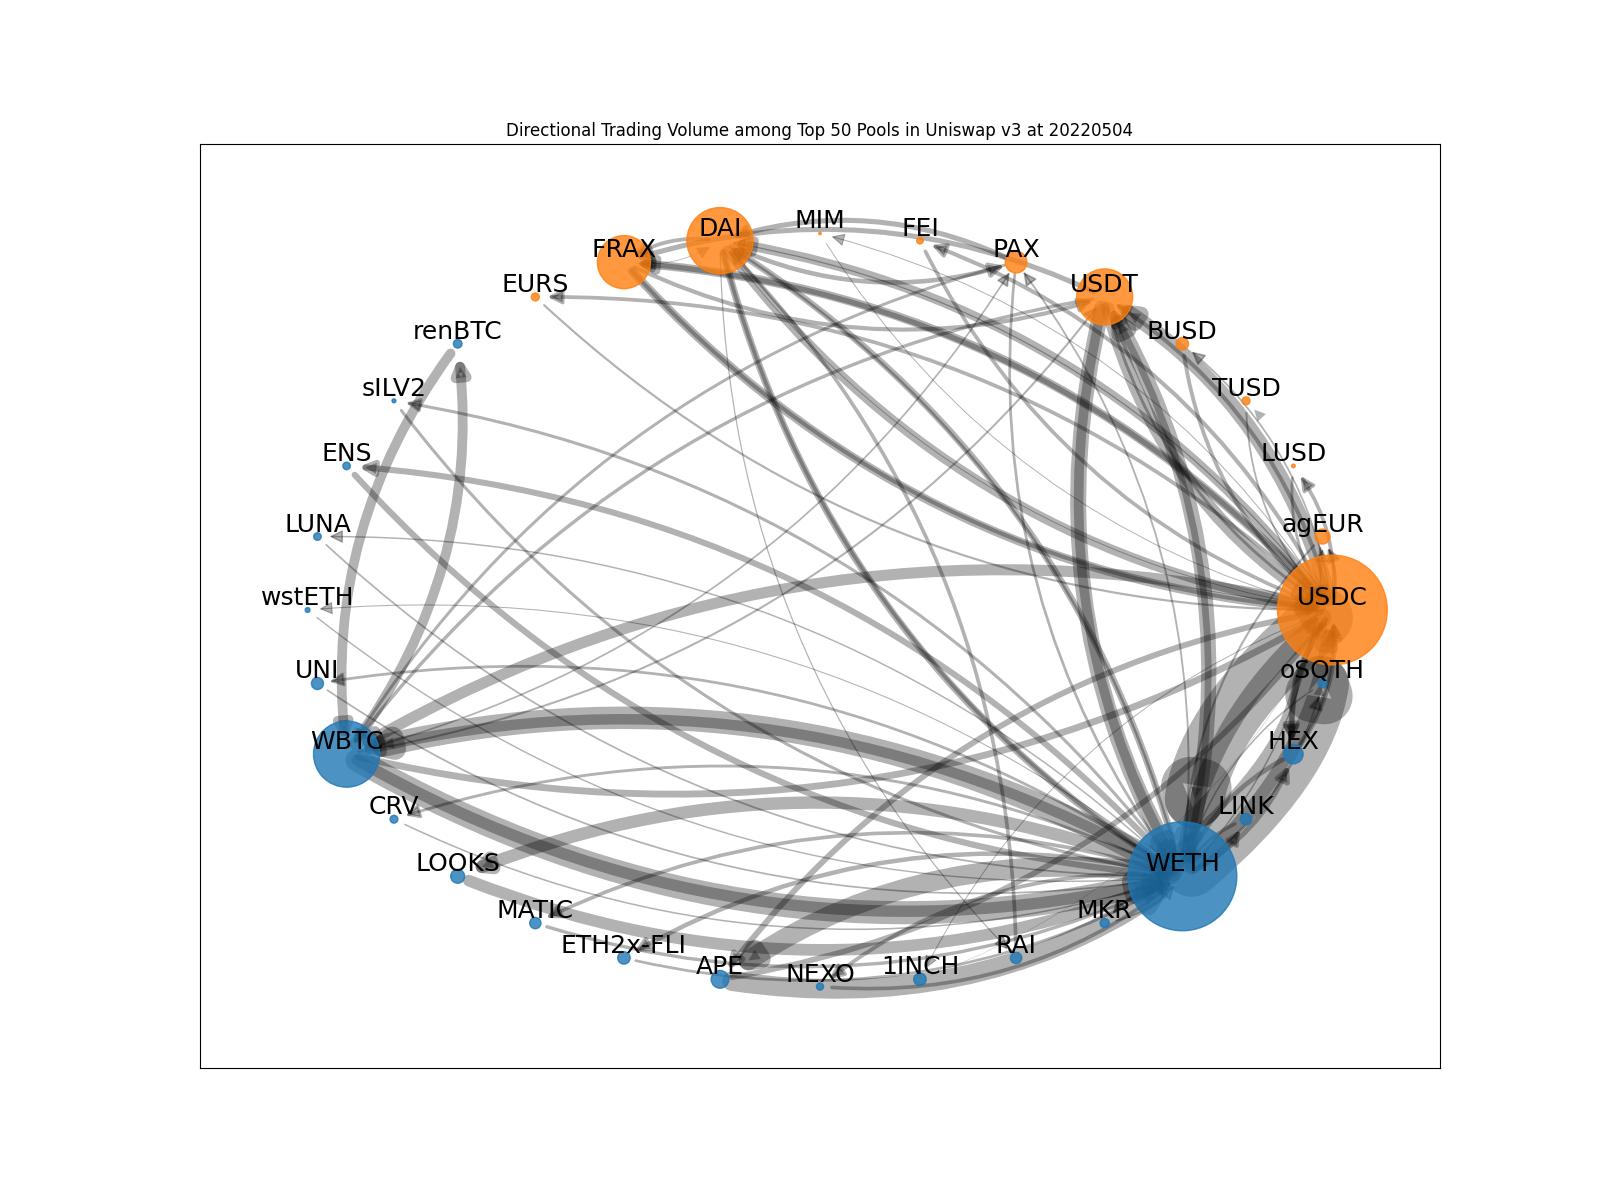 Directional Trading Volume among Top 50 Pools in Uniswap v3 at 20220504
MIM
DAI
FEI
FRAX
PAX
EURS
USDT
renBTC
BUSD
sILV2
TUSD
ENS
LUSD
LUNA
agEUR
wstETH
USDC
UNI
oSQTH
WBTC
HEX
CRV
LINK
LOOKS
WETH
MATIC
MKR
ETH2x-FLI
RAI
APE
1INCH
NEXO